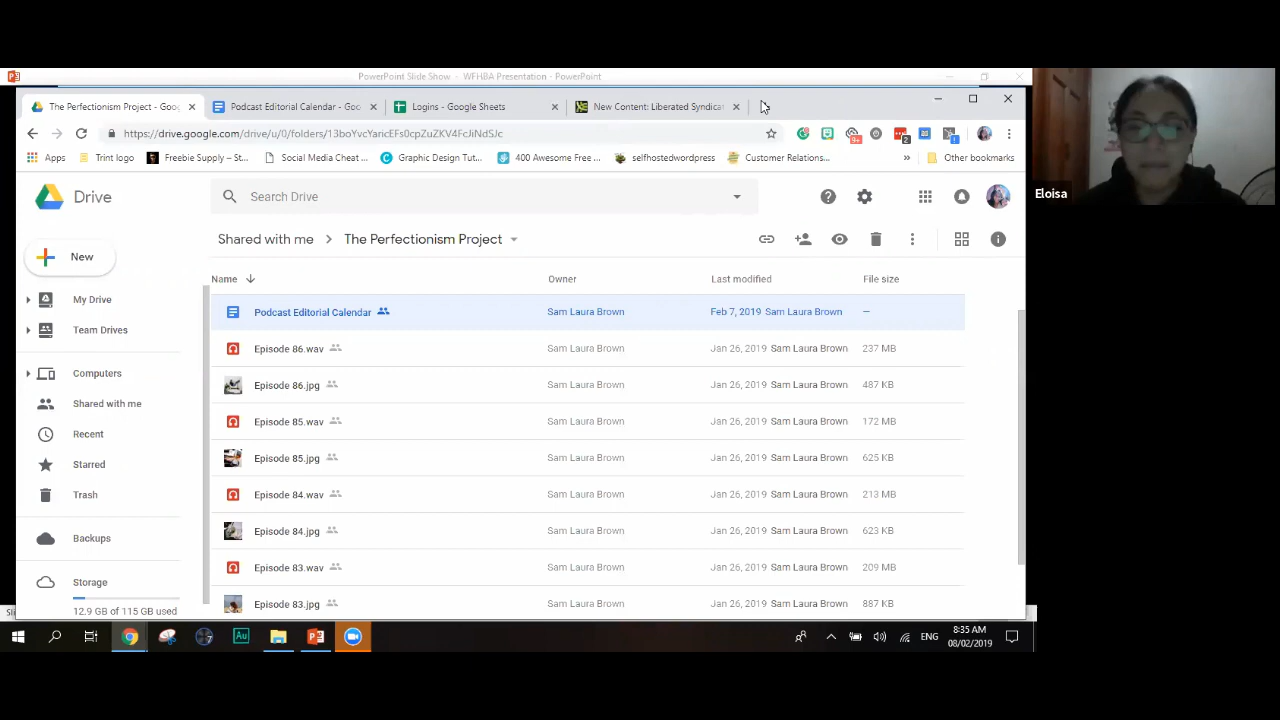 PowerPoint Slide Show - WFHBA Presentation - PowerPoint
The Perfectionism Project - Goog
Podcast Editorial Calendar - Goo
Logins - Google Sheets
New Content: Liberated Syndicat
https://drive.google.com/drive/u/0/folders/13boYvcYaricEFs0cpZuZKV4FcJiNdSJc
Apps
Trint logo
Freebie Supply – St...
Social Media Cheat ...
Graphic Design Tut...
400 Awesome Free ...
selfhostedwordpress
Customer Relations...
»
Other bookmarks
Eloisa
Drive
Search Drive
New
Shared with me > The Perfectionism Project
Name Owner Last modified File size
My Drive
Team Drives
Computers
Shared with me
Recent
Starred
Trash
Backups
Storage
12.9 GB of 115 GB used
Podcast Editorial Calendar Sam Laura Brown Feb 7, 2019 Sam Laura Brown —
Episode 86.wav Sam Laura Brown Jan 26, 2019 Sam Laura Brown 237 MB
Episode 86.jpg Sam Laura Brown Jan 26, 2019 Sam Laura Brown 487 KB
Episode 85.wav Sam Laura Brown Jan 26, 2019 Sam Laura Brown 172 MB
Episode 85.jpg Sam Laura Brown Jan 26, 2019 Sam Laura Brown 625 KB
Episode 84.wav Sam Laura Brown Jan 26, 2019 Sam Laura Brown 213 MB
Episode 84.jpg Sam Laura Brown Jan 26, 2019 Sam Laura Brown 623 KB
Episode 83.wav Sam Laura Brown Jan 26, 2019 Sam Laura Brown 209 MB
Episode 83.jpg Sam Laura Brown Jan 26, 2019 Sam Laura Brown 887 KB
Au
ENG
8:35 AM
08/02/2019